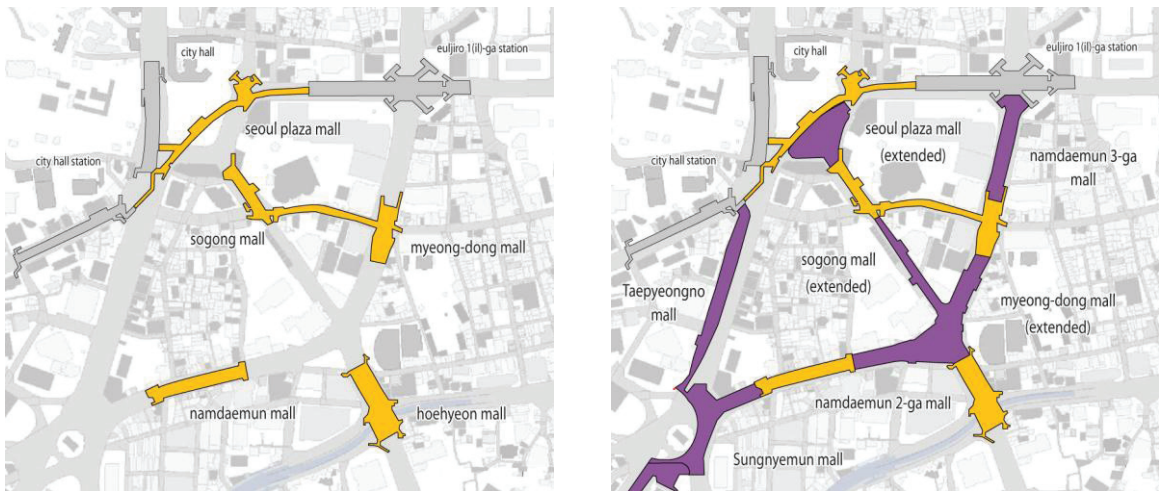 city hall
euljiro 1(il)-ga station
seoul plaza mall
city hall station
sogong mall
myeong-dong mall
namdaemun mall
hoehyeon mall
city hall
euljiro 1(il)-ga station
seoul plaza mall
(extended)
namdaemun 3-ga
mall
city hall station
sogong mall
(extended)
Taepyeongno
mall
myeong-dong mall
(extended)
namdaemun 2-ga mall
Sungnyemun mall